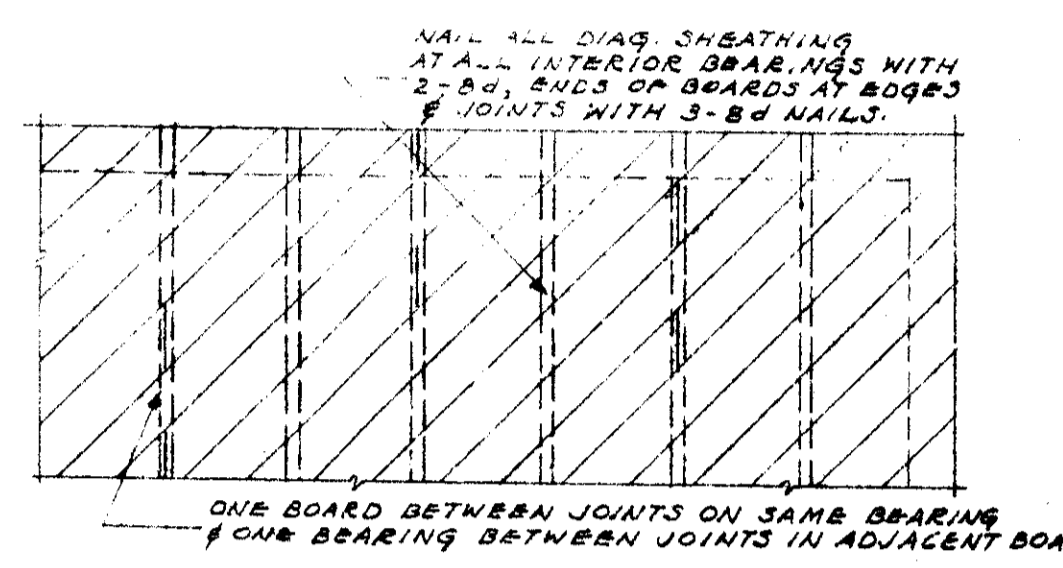 NAIL ALL DIAG. SHEATHING
AT ALL INTERIOR BEARINGS WITH
2-8d, ENDS OF BOARDS AT EDGES
& JOINTS WITH 3-8d NAILS.
ONE BOARD BETWEEN JOINTS ON SAME BEARING
& ONE BEARING BETWEEN JOINTS IN ADJACENT BOA